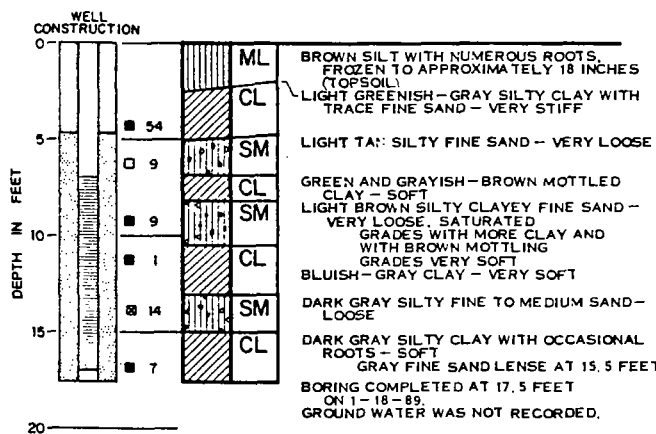 WELL
CONSTRUCTION
0
ML
BROWN SILT WITH NUMEROUS ROOTS,
FROZEN TO APPROXIMATELY 18 INCHES
(TOPSOIL)
CL
LIGHT GREENISH-GRAY SILTY CLAY WITH
TRACE FINE SAND - VERY STIFF
54
5
SM
LIGHT TAN SILTY FINE SAND - VERY LOOSE
9
CL
GREEN AND GRAYISH-BROWN MOTTLED
CLAY - SOFT
SM
LIGHT BROWN SILTY CLAYEY FINE SAND -
VERY LOOSE, SATURATED
9
GRADES WITH MORE CLAY AND
WITH BROWN MOTTLING
10
GRADES VERY SOFT
1
CL
BLUISH-GRAY CLAY - VERY SOFT
14
SM
DARK GRAY SILTY FINE TO MEDIUM SAND -
LOOSE
15
CL
DARK GRAY SILTY CLAY WITH OCCASIONAL
ROOTS - SOFT
7
GRAY FINE SAND LENSE AT 15.5 FEET
BORING COMPLETED AT 17.5 FEET
ON 1-18-89.
GROUND WATER WAS NOT RECORDED.
20
DEPTH IN FEET